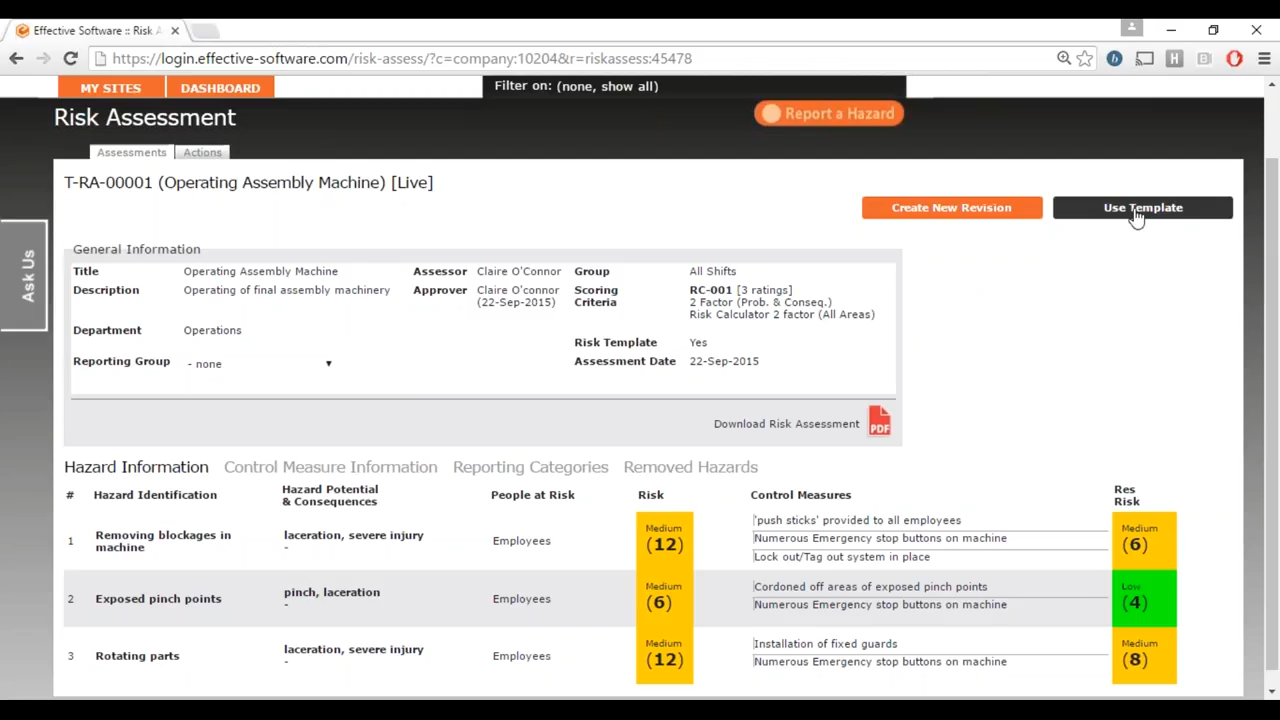 Effective Software :: Risk A
https://login.effective-software.com/risk-assess/?c=company:10204&r=riskassess:45478
MY SITES
DASHBOARD
Filter on: (none, show all)
Risk Assessment
Report a Hazard
Assessments
Actions
T-RA-00001 (Operating Assembly Machine) [Live]
Create New Revision
Use Template
Ask Us
General Information
Title Operating Assembly Machine Assessor Claire O'Connor Group All Shifts
Description Operating of final assembly machinery Approver Claire O'connor Scoring RC-001 [3 ratings]
(22-Sep-2015) Criteria 2 Factor (Prob. & Conseq.)
Risk Calculator 2 factor (All Areas)
Department Operations
Risk Template Yes
Reporting Group - none Assessment Date 22-Sep-2015
Download Risk Assessment PDF
Hazard Information Control Measure Information Reporting Categories Removed Hazards
# Hazard Identification Hazard Potential & Consequences People at Risk Risk Control Measures Res Risk
1 Removing blockages in machine laceration, severe injury - Employees Medium (12) 'push sticks' provided to all employees Medium (6)
Numerous Emergency stop buttons on machine
Lock out/Tag out system in place
2 Exposed pinch points pinch, laceration - Employees Medium (6) Cordoned off areas of exposed pinch points Low (4)
Numerous Emergency stop buttons on machine
3 Rotating parts laceration, severe injury - Employees Medium (12) Installation of fixed guards Medium (8)
Numerous Emergency stop buttons on machine